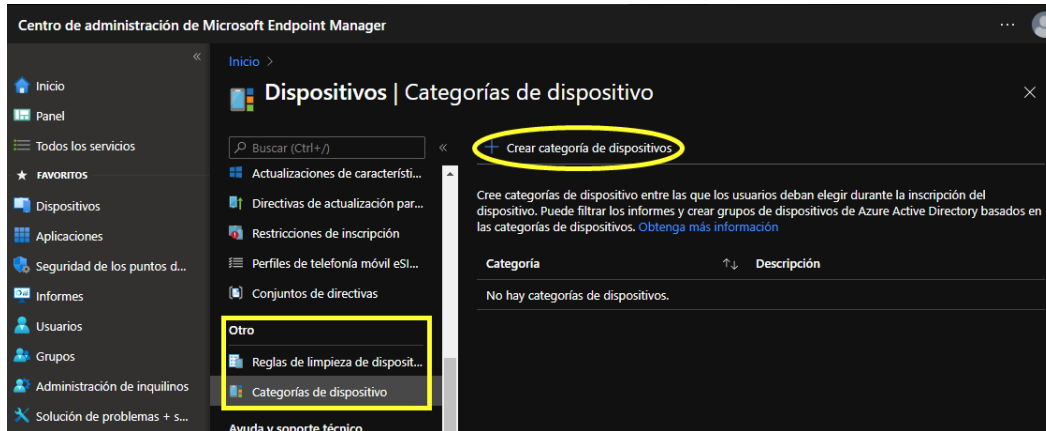 Centro de administración de Microsoft Endpoint Manager
Inicio >
Inicio
Panel
Todos los servicios
FAVORITOS
Dispositivos
Aplicaciones
Seguridad de los puntos d...
Informes
Usuarios
Grupos
Administración de inquilinos
Solución de problemas + s...
Dispositivos | Categorías de dispositivo
Buscar (Ctrl+/)
Actualizaciones de característi...
Directivas de actualización par...
Restricciones de inscripción
Perfiles de telefonía móvil eSI...
Conjuntos de directivas
Otro
Reglas de limpieza de disposit...
Categorías de dispositivo
Ayuda y soporte técnico
Crear categoría de dispositivos
Cree categorías de dispositivo entre las que los usuarios deban elegir durante la inscripción del
dispositivo. Puede filtrar los informes y crear grupos de dispositivos de Azure Active Directory basados en
las categorías de dispositivos. Obtenga más información
Categoría ↑↓ Descripción
No hay categorías de dispositivos.